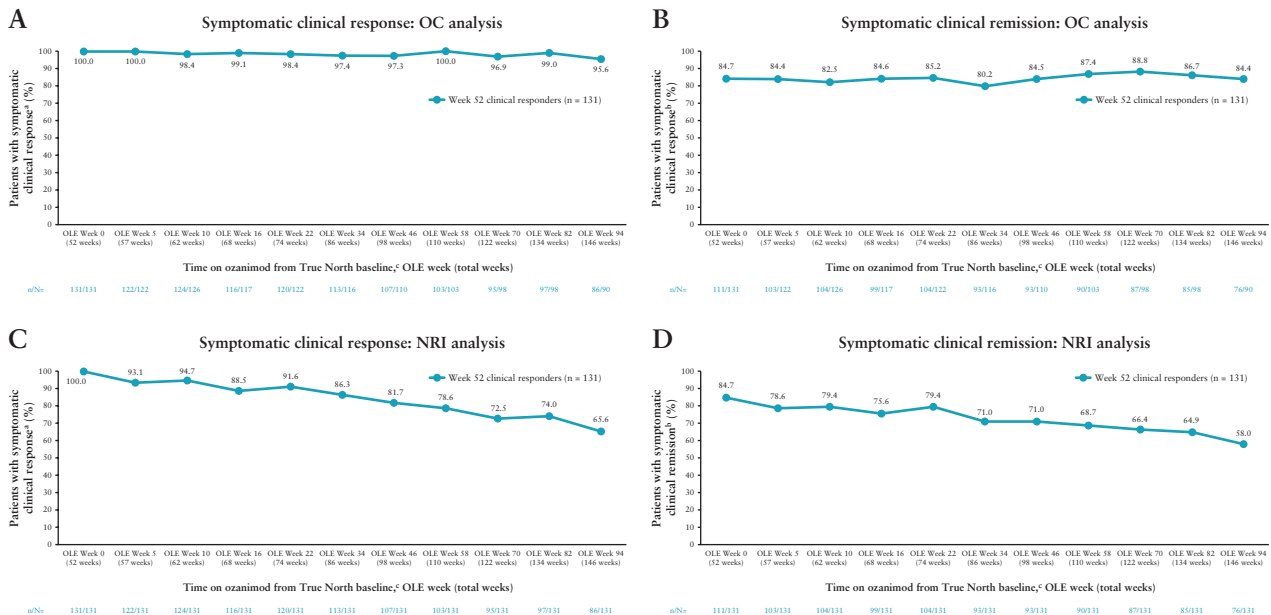 A
Symptomatic clinical response: OC analysis
Patients with symptomatic
clinical responseᵃ (%)
100
90
80
70
60
50
40
30
20
10
0
100.0 100.0 98.4 99.1 98.4 97.4 97.3 100.0 96.9 99.0 95.6
Week 52 clinical responders (n = 131)
OLE Week 0 OLE Week 5 OLE Week 10 OLE Week 16 OLE Week 22 OLE Week 34 OLE Week 46 OLE Week 58 OLE Week 70 OLE Week 82 OLE Week 94
(52 weeks) (57 weeks) (62 weeks) (68 weeks) (74 weeks) (86 weeks) (98 weeks) (110 weeks) (122 weeks) (134 weeks) (146 weeks)
Time on ozanimod from True North baseline,ᶜ OLE week (total weeks)
n/N= 131/131 122/122 124/126 116/117 120/122 113/116 107/110 103/103 95/98 97/98 86/90
B
Symptomatic clinical remission: OC analysis
Patients with symptomatic
clinical responseᵇ (%)
100
90
80
70
60
50
40
30
20
10
0
84.7 84.4 82.5 84.6 85.2 80.2 84.5 87.4 88.8 86.7 84.4
Week 52 clinical responders (n = 131)
OLE Week 0 OLE Week 5 OLE Week 10 OLE Week 16 OLE Week 22 OLE Week 34 OLE Week 46 OLE Week 58 OLE Week 70 OLE Week 82 OLE Week 94
(52 weeks) (57 weeks) (62 weeks) (68 weeks) (74 weeks) (86 weeks) (98 weeks) (110 weeks) (122 weeks) (134 weeks) (146 weeks)
Time on ozanimod from True North baseline,ᶜ OLE week (total weeks)
n/N= 111/131 103/122 104/126 99/117 104/122 93/116 93/110 90/103 87/98 85/98 76/90
C
Symptomatic clinical response: NRI analysis
Patients with symptomatic
clinical responseᵃ (%)
100
90
80
70
60
50
40
30
20
10
0
100.0 93.1 94.7 88.5 91.6 86.3 81.7 78.6 72.5 74.0 65.6
Week 52 clinical responders (n = 131)
OLE Week 0 OLE Week 5 OLE Week 10 OLE Week 16 OLE Week 22 OLE Week 34 OLE Week 46 OLE Week 58 OLE Week 70 OLE Week 82 OLE Week 94
(52 weeks) (57 weeks) (62 weeks) (68 weeks) (74 weeks) (86 weeks) (98 weeks) (110 weeks) (122 weeks) (134 weeks) (146 weeks)
Time on ozanimod from True North baseline,ᶜ OLE week (total weeks)
n/N= 131/131 122/131 124/131 116/131 120/131 113/131 107/131 103/131 95/131 97/131 86/131
D
Symptomatic clinical remission: NRI analysis
Patients with symptomatic
clinical remissionᵇ (%)
100
90
80
70
60
50
40
30
20
10
0
84.7 78.6 79.4 75.6 79.4 71.0 71.0 68.7 66.4 64.9 58.0
Week 52 clinical responders (n = 131)
OLE Week 0 OLE Week 5 OLE Week 10 OLE Week 16 OLE Week 22 OLE Week 34 OLE Week 46 OLE Week 58 OLE Week 70 OLE Week 82 OLE Week 94
(52 weeks) (57 weeks) (62 weeks) (68 weeks) (74 weeks) (86 weeks) (98 weeks) (110 weeks) (122 weeks) (134 weeks) (146 weeks)
Time on ozanimod from True North baseline,ᶜ OLE week (total weeks)
n/N= 111/131 103/131 104/131 99/131 104/131 93/131 93/131 90/131 87/131 85/131 76/131